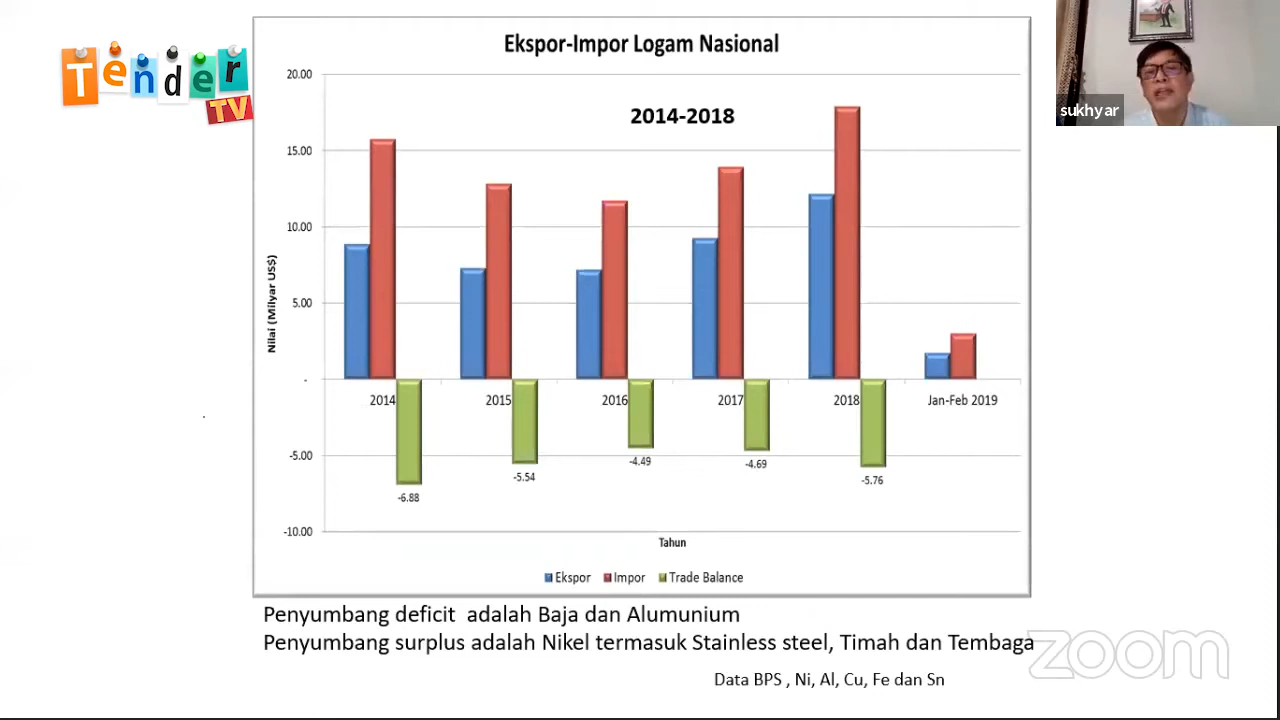 Tender
TV
sukhyar
Ekspor-Impor Logam Nasional
2014-2018
20.00
15.00
10.00
5.00
-
-5.00
-10.00
Nilai (Milyar US$)
2014
2015
2016
2017
2018
Jan-Feb 2019
-6.88
-5.54
-4.49
-4.69
-5.76
Tahun
Ekspor Impor Trade Balance
Penyumbang deficit adalah Baja dan Alumunium
Penyumbang surplus adalah Nikel termasuk Stainless steel, Timah dan Tembaga
zoom
Data BPS , Ni, Al, Cu, Fe dan Sn